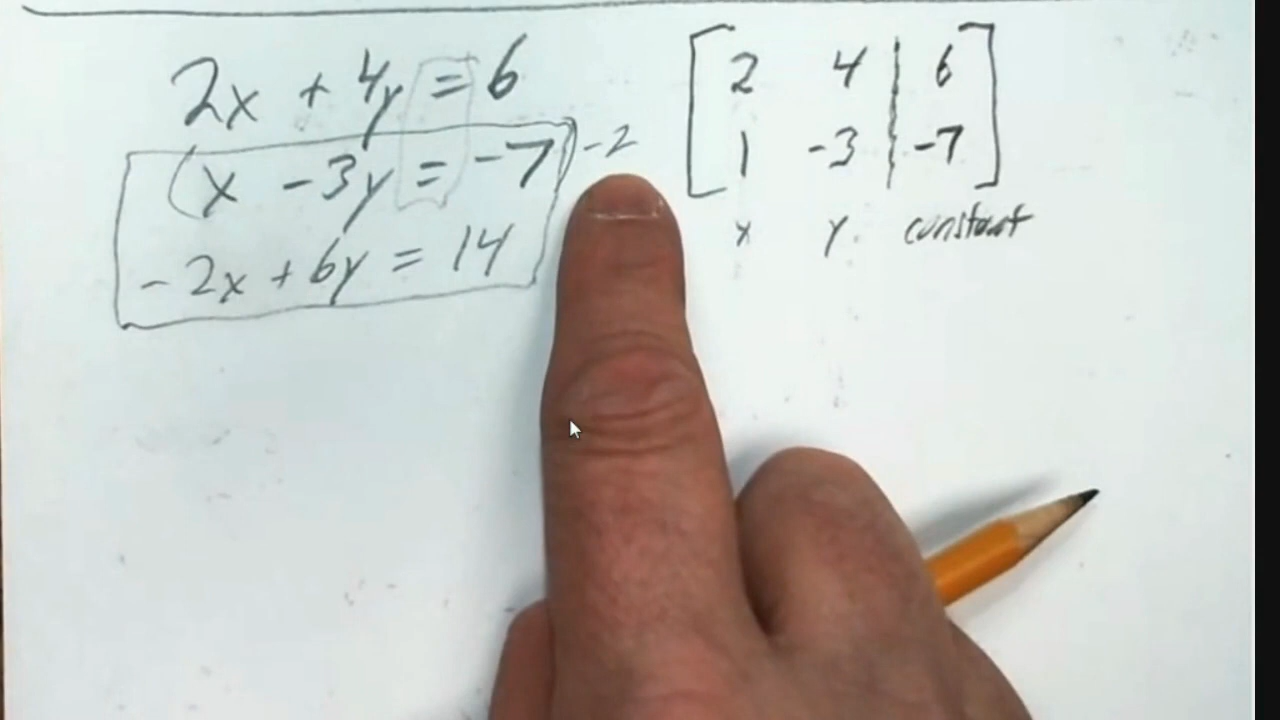 2x + 4y = 6
(x - 3y = -7) -2
-2x + 6y = 14
2 4 | 6
1 -3 | -7
x y constant